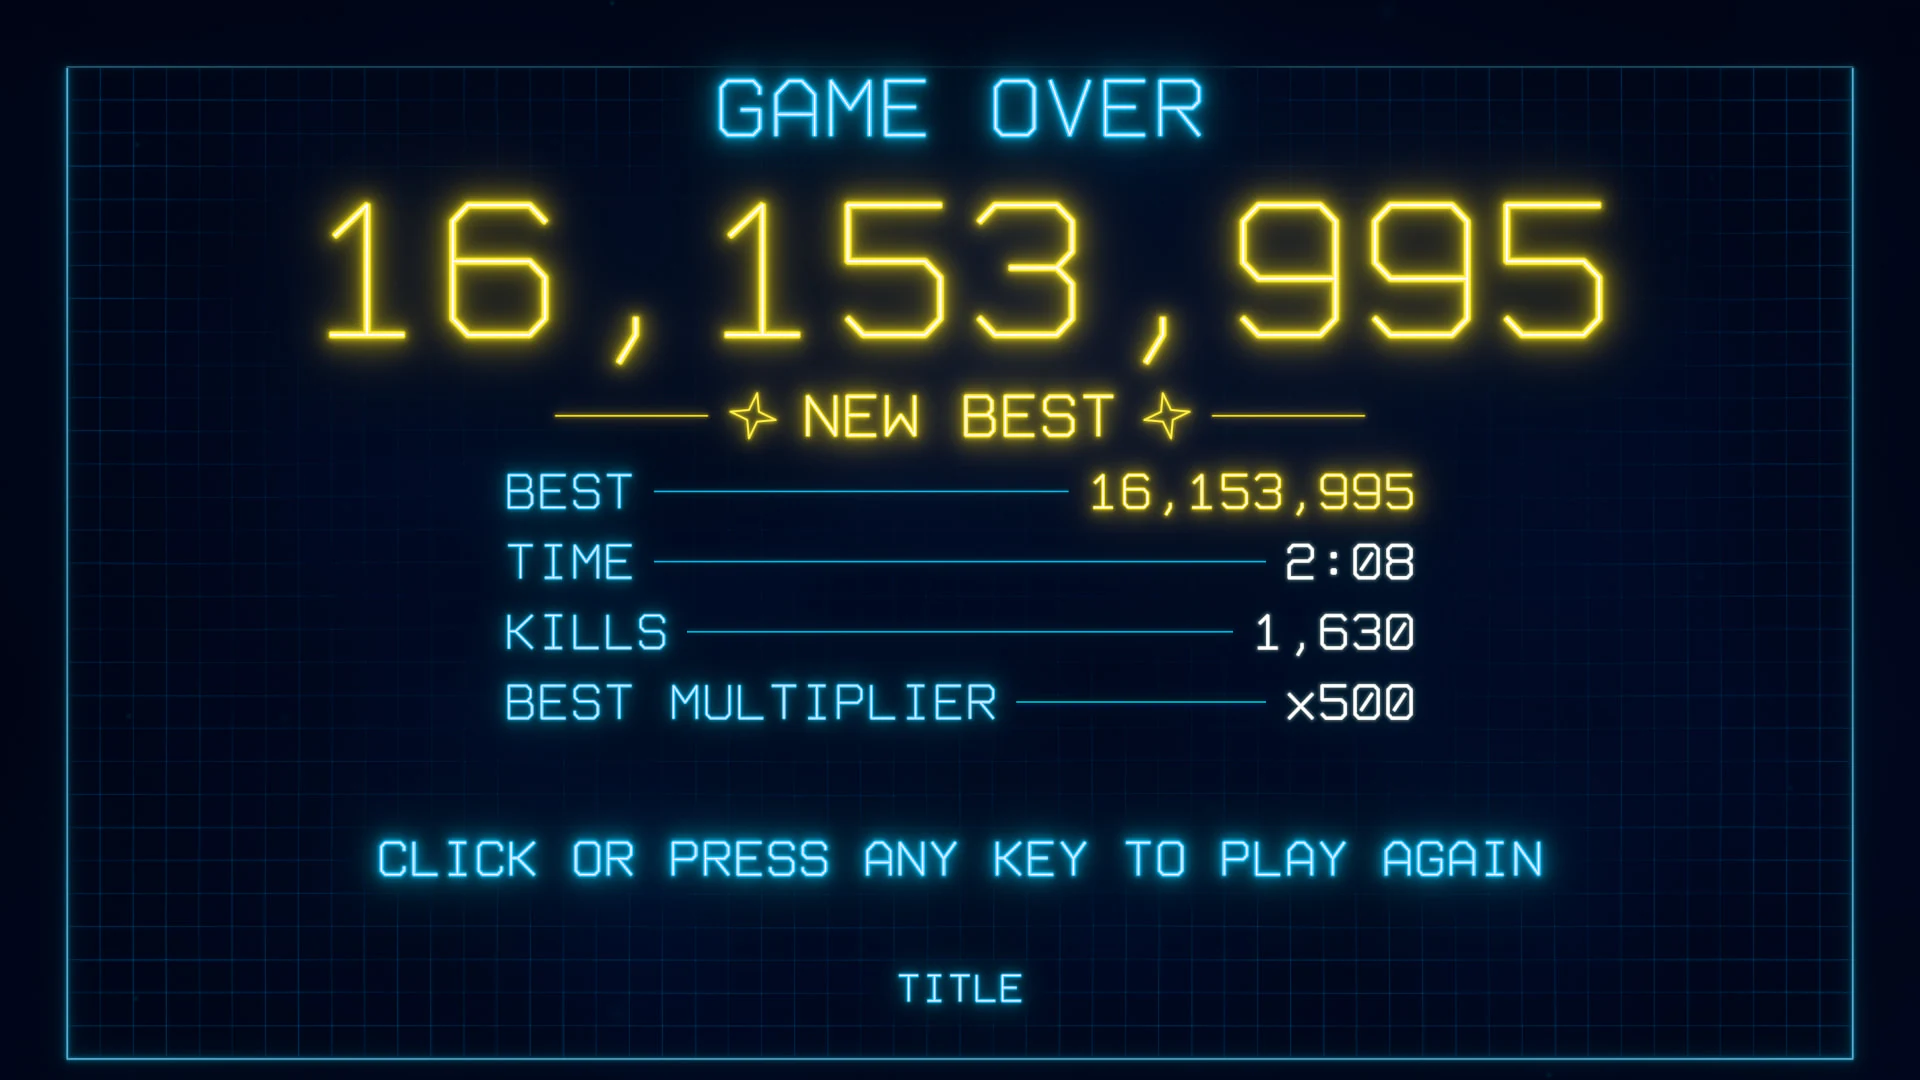 GAME OVER
16,153,995
NEW BEST
BEST 16,153,995
TIME 2:08
KILLS 1,630
BEST MULTIPLIER x500
CLICK OR PRESS ANY KEY TO PLAY AGAIN
TITLE